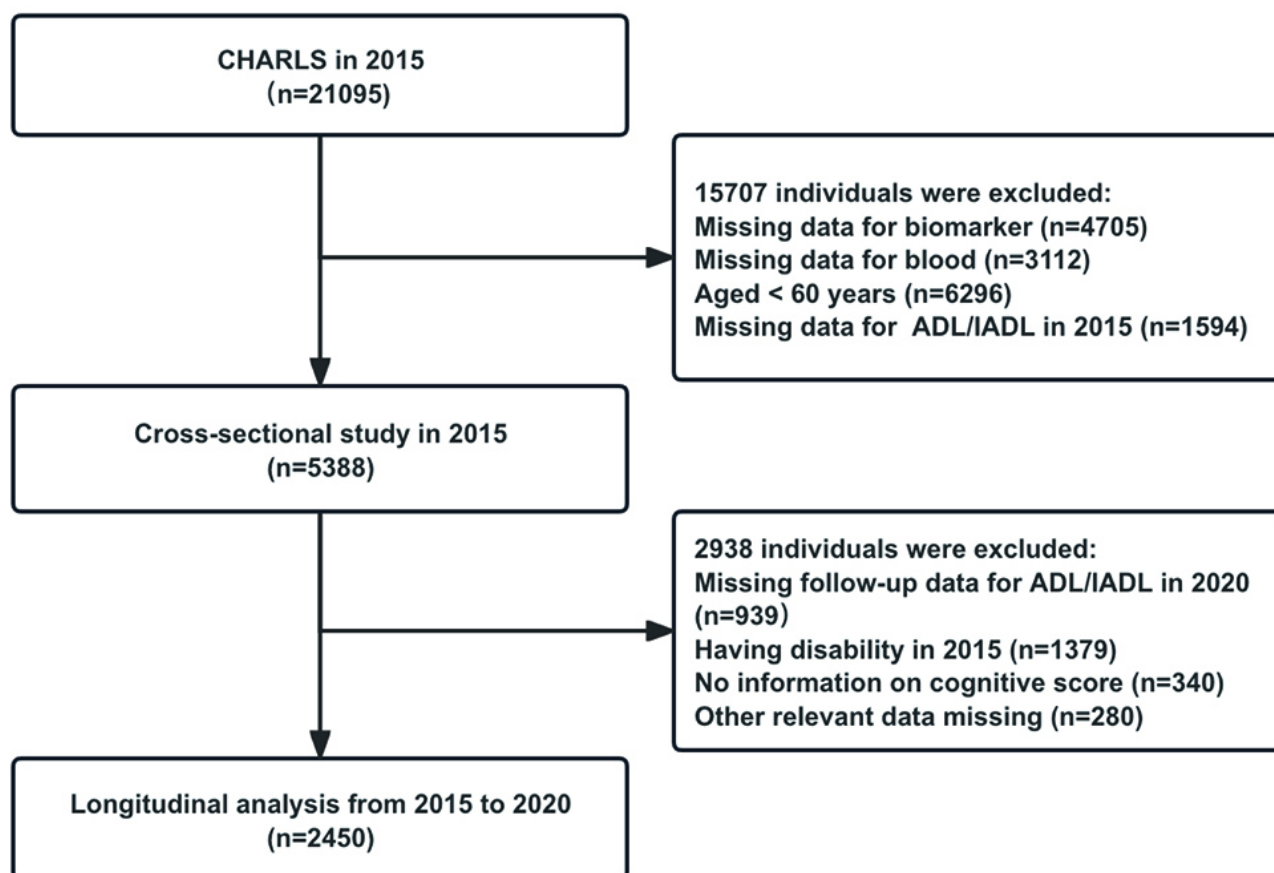 CHARLS in 2015
（n=21095)
15707 individuals were excluded:
Missing data for biomarker (n=4705)
Missing data for blood (n=3112)
Aged < 60 years (n=6296)
Missing data for  ADL/IADL in 2015 (n=1594)
Cross-sectional study in 2015
(n=5388)
2938 individuals were excluded:
Missing follow-up data for ADL/IADL in 2020
(n=939）
Having disability in 2015 (n=1379)
No information on cognitive score (n=340)
Other relevant data missing (n=280)
Longitudinal analysis from 2015 to 2020
(n=2450)